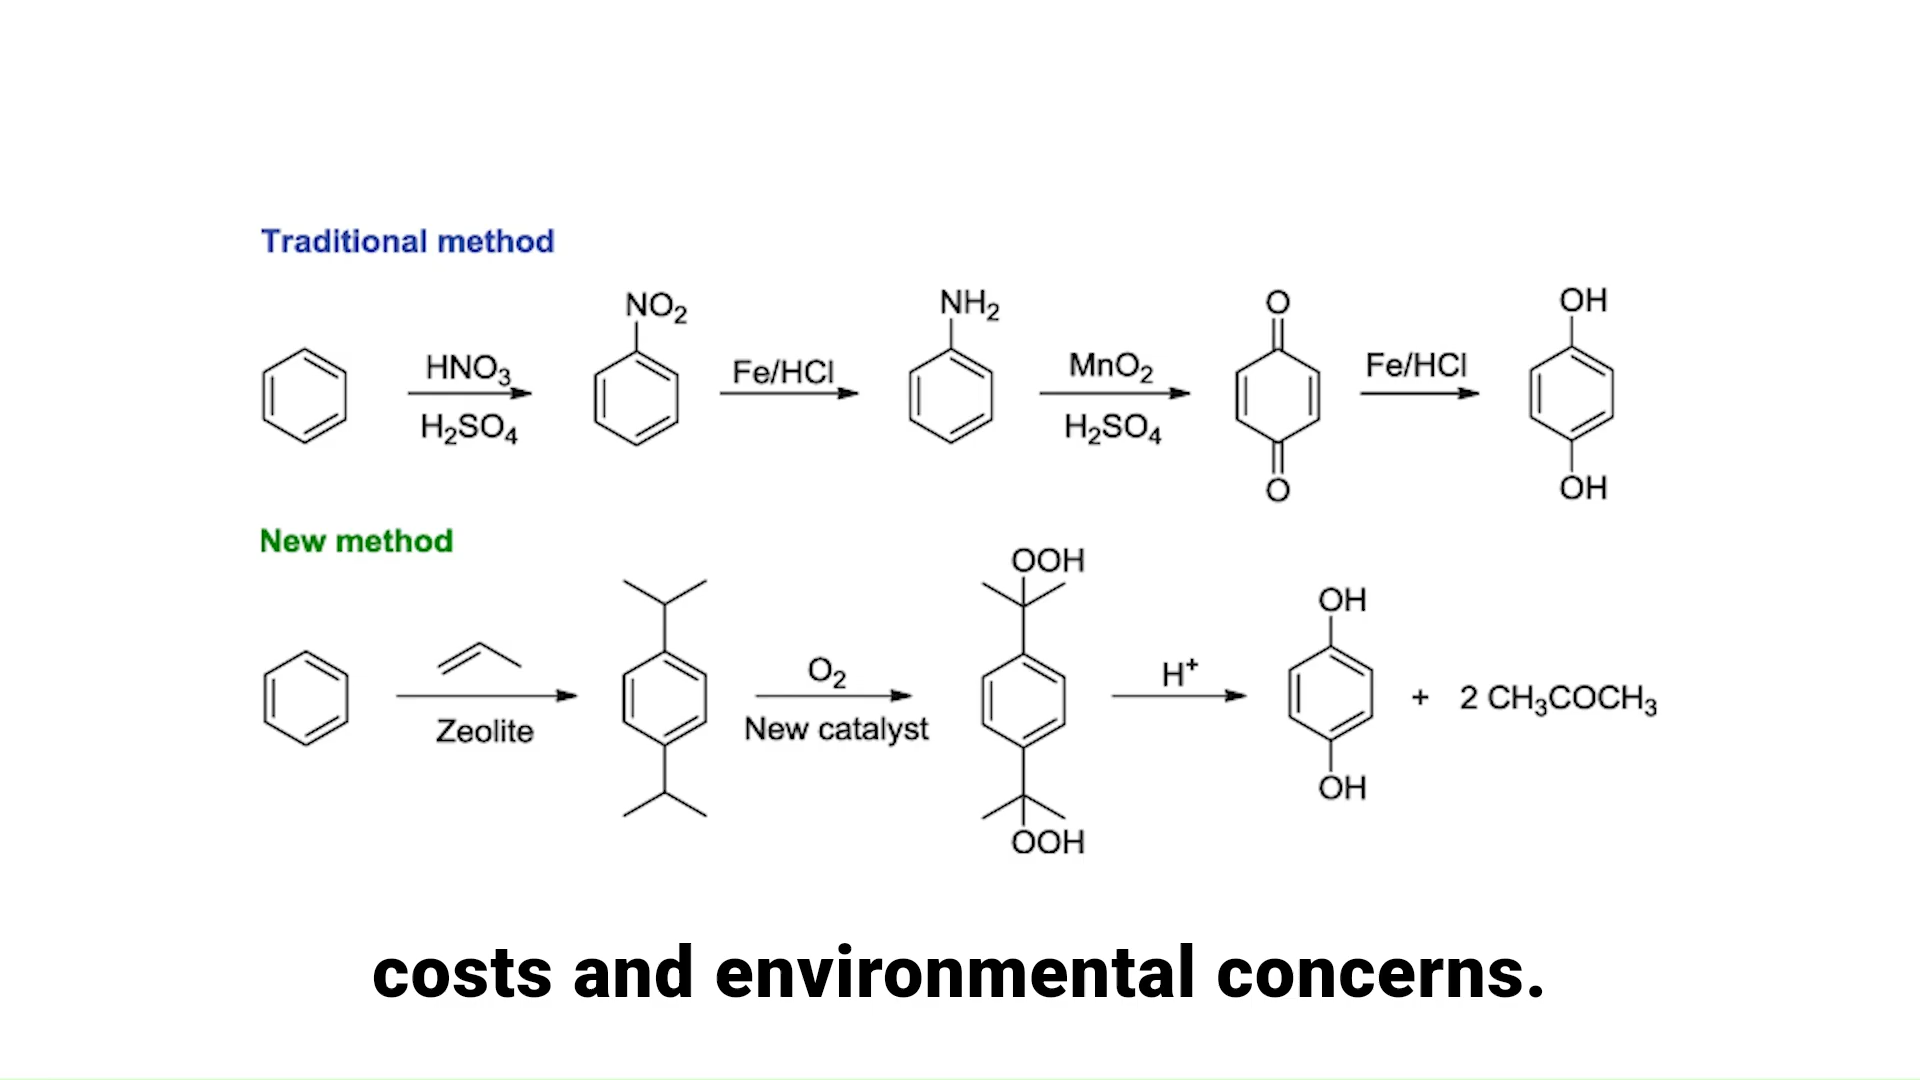 Traditional method
NO₂
NH₂
O
OH
HNO₃
Fe/HCl
MnO₂
Fe/HCl
H₂SO₄
H₂SO₄
O
OH
New method
OOH
OH
O₂
H⁺
+ 2 CH₃COCH₃
Zeolite
New catalyst
OH
OOH
costs and environmental concerns.